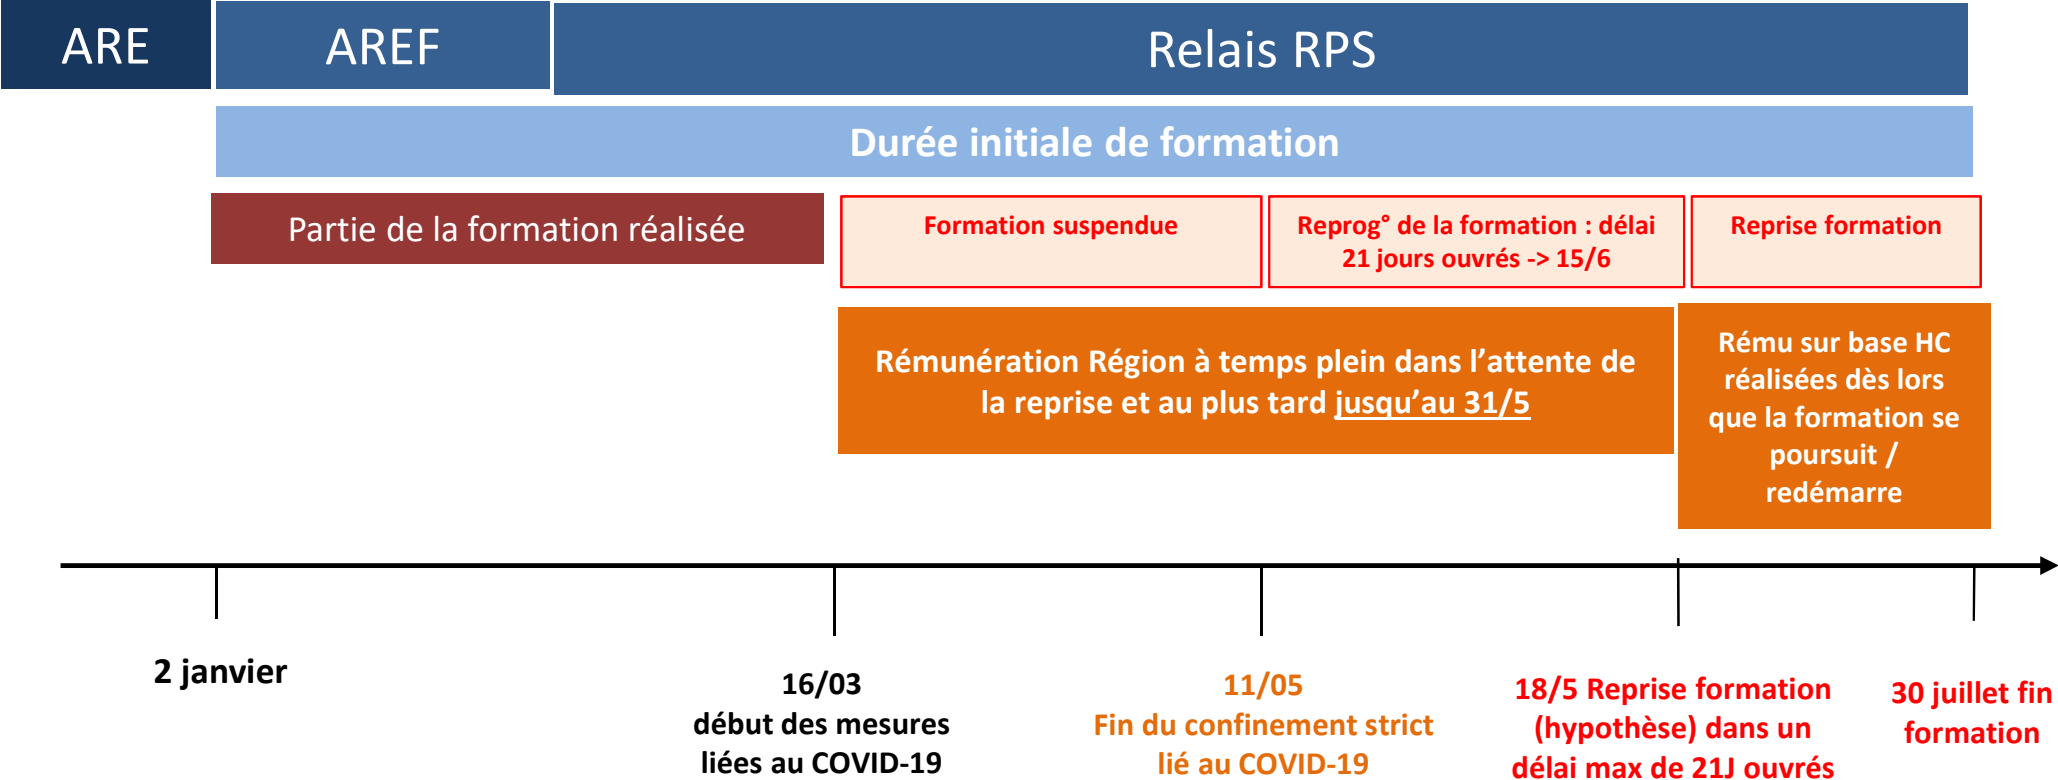 ARE
AREF
Relais RPS
Durée initiale de formation
Partie de la formation réalisée
Formation suspendue
Reprog° de la formation : délai
21 jours ouvrés -> 15/6
Reprise formation
Rémunération Région à temps plein dans l’attente de
la reprise et au plus tard jusqu’au 31/5
Rému sur base HC
réalisées dès lors
que la formation se
poursuit /
redémarre
2 janvier
16/03
début des mesures
liées au COVID-19
11/05
Fin du confinement strict
lié au COVID-19
18/5 Reprise formation
(hypothèse) dans un
délai max de 21J ouvrés
30 juillet fin
formation